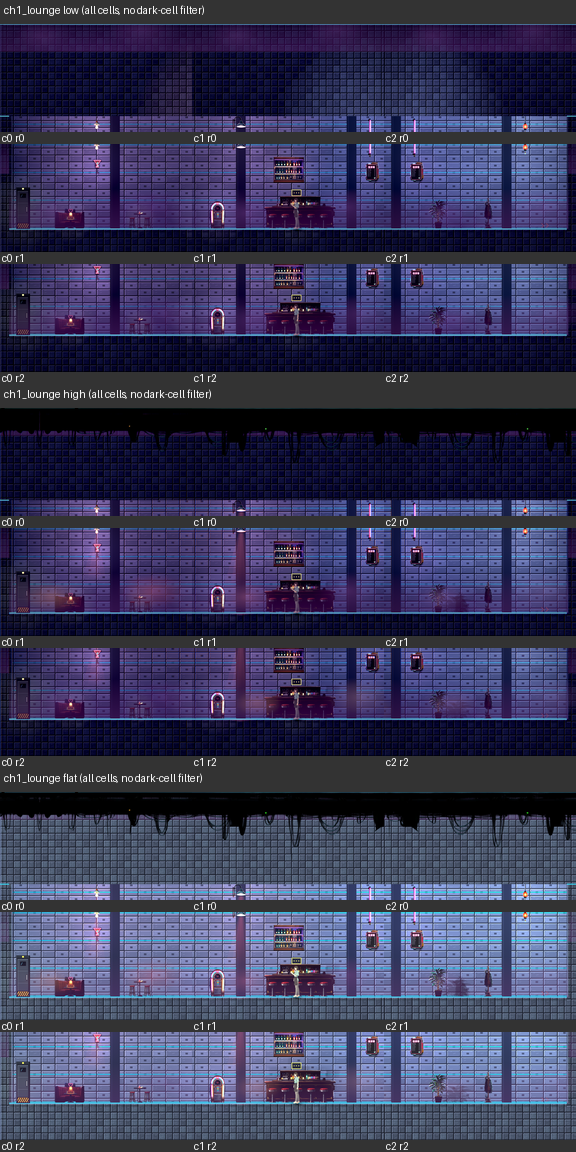 ch1_lounge low (all cells, no dark-cell filter)
c0 r0 c1 r0 c2 r0
c0 r1 c1 r1 c2 r1
c0 r2 c1 r2 c2 r2
ch1_lounge high (all cells, no dark-cell filter)
c0 r0 c1 r0 c2 r0
c0 r1 c1 r1 c2 r1
c0 r2 c1 r2 c2 r2
ch1_lounge flat (all cells, no dark-cell filter)
c0 r0 c1 r0 c2 r0
c0 r1 c1 r1 c2 r1
c0 r2 c1 r2 c2 r2